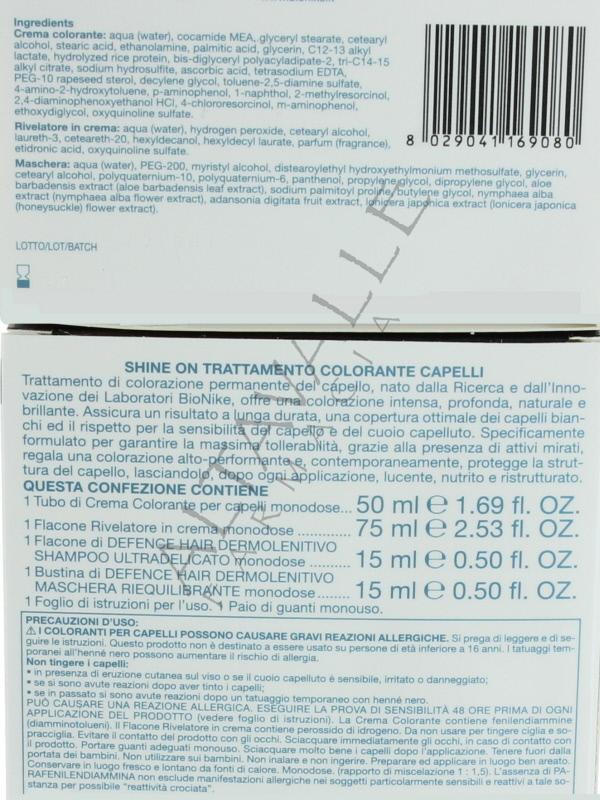 Ingredients
Crema colorante: aqua (water), cocamide MEA, glyceryl stearate, cetearyl
alcohol, stearic acid, ethanolamine, palmitic acid, glycerin, C12-13 alkyl
lactate, hydrolyzed rice protein, bis-diglyceryl polyacyladipate-2, tri-C14-15
alkyl citrate, sodium hydrosulfite, ascorbic acid, tetrasodium EDTA,
PEG-10 rapeseed sterol, decylene glycol, toluene-2,5-diamine sulfate,
4-amino-2-hydroxytoluene, p-aminophenol, 1-naphthol, 2-methylresorcinol,
2,4-diaminophenoxyethanol HCl, 4-chlororesorcinol, m-aminophenol,
ethoxydiglycol, oxyquinoline sulfate.
Rivelatore in crema: aqua (water), hydrogen peroxide, cetearyl alcohol,
laureth-3, ceteareth-20, hexadecanol, hexyldecyl laurate, parfum (fragrance),
etidronic acid, oxyquinoline sulfate.
8 029041 169080
Maschera: aqua (water), PEG-200, myristyl alcohol, distearoylethyl hydroxyethylmonium methosulfate, glycerin,
cetearyl alcohol, polyquaternium-10, polyquaternium-6, panthenol, propylene glycol, dipropylene glycol, aloe
barbadensis extract (aloe barbadensis leaf extract), sodium palmitoyl proline, butylene glycol, nymphaea alba
extract (nymphaea alba flower extract), adansonia digitata fruit extract, lonicera japonica extract (lonicera japonica
(honeysuckle) flower extract).
LOTTO/LOT/BATCH
ALTAVALLE
FARMACIA
SHINE ON TRATTAMENTO COLORANTE CAPELLI
Trattamento di colorazione permanente del capello, nato dalla Ricerca e dall'Inno-
vazione dei Laboratori BioNike, offre una colorazione intensa, profonda, naturale e
brillante. Assicura un risultato a lunga durata, una copertura ottimale dei capelli bian-
chi ed il rispetto per la sensibilità del capello e del cuoio capelluto. Specificamente
formulato per garantire la massima tollerabilità, grazie alla presenza di attivi mirati,
regala una colorazione alto-performante e, contemporaneamente, protegge la strut-
tura del capello, lasciandolo, dopo ogni applicazione, lucente, nutrito e ristrutturato.
QUESTA CONFEZIONE CONTIENE
1 Tubo di Crema Colorante per capelli monodose... 50 ml ℮ 1.69 fl. OZ.
1 Flacone Rivelatore in crema monodose ............ 75 ml ℮ 2.53 fl. OZ.
1 Flacone di DEFENCE HAIR DERMOLENITIVO
SHAMPOO ULTRADELICATO monodose .......... 15 ml ℮ 0.50 fl. OZ.
1 Bustina di DEFENCE HAIR DERMOLENITIVO
MASCHERA RIEQUILIBRANTE monodose ........ 15 ml ℮ 0.50 fl. OZ.
1 Foglio di istruzioni per l'uso. 1 Paio di guanti monouso.
PRECAUZIONI D'USO:
⚠ I COLORANTI PER CAPELLI POSSONO CAUSARE GRAVI REAZIONI ALLERGICHE. Si prega di leggere e di se-
guire le istruzioni. Questo prodotto non è destinato a essere usato su persone di età inferiore a 16 anni. I tatuaggi tem-
poranei all'henné nero possono aumentare il rischio di allergia.
Non tingere i capelli:
• in presenza di eruzione cutanea sul viso o se il cuoio capelluto è sensibile, irritato o danneggiato;
• se si sono avute reazioni dopo aver tinto i capelli;
• se in passato si sono avute reazioni dopo un tatuaggio temporaneo con henné nero.
PUÒ CAUSARE UNA REAZIONE ALLERGICA. ESEGUIRE LA PROVA DI SENSIBILITÀ 48 ORE PRIMA DI OGNI
APPLICAZIONE DEL PRODOTTO (vedere foglio di istruzioni). La Crema Colorante contiene fenilendiammine
(diamminotolueni). Il Flacone Rivelatore in crema contiene perossido di idrogeno. Da non usare per tingere ciglia e so-
pracciglia. Evitare il contatto del prodotto con gli occhi. Sciacquare immediatamente gli occhi, in caso di contatto con
il prodotto. Portare guanti adeguati monouso. Sciacquare molto bene i capelli dopo l'applicazione. Tenere fuori dalla
portata dei bambini. Non utilizzare sui bambini. Non inalare e non ingerire. Preparare ed applicare in luogo ben areato.
Conservare in luogo fresco e lontano da fonti di calore. Monodose. (rapporto di miscelazione 1 : 1,5). L'assenza di PA-
RAFENILENDIAMMINA non esclude manifestazioni allergiche nei soggetti particolarmente sensibili e reattivi a tale so-
stanza per possibile "reattività crociata".